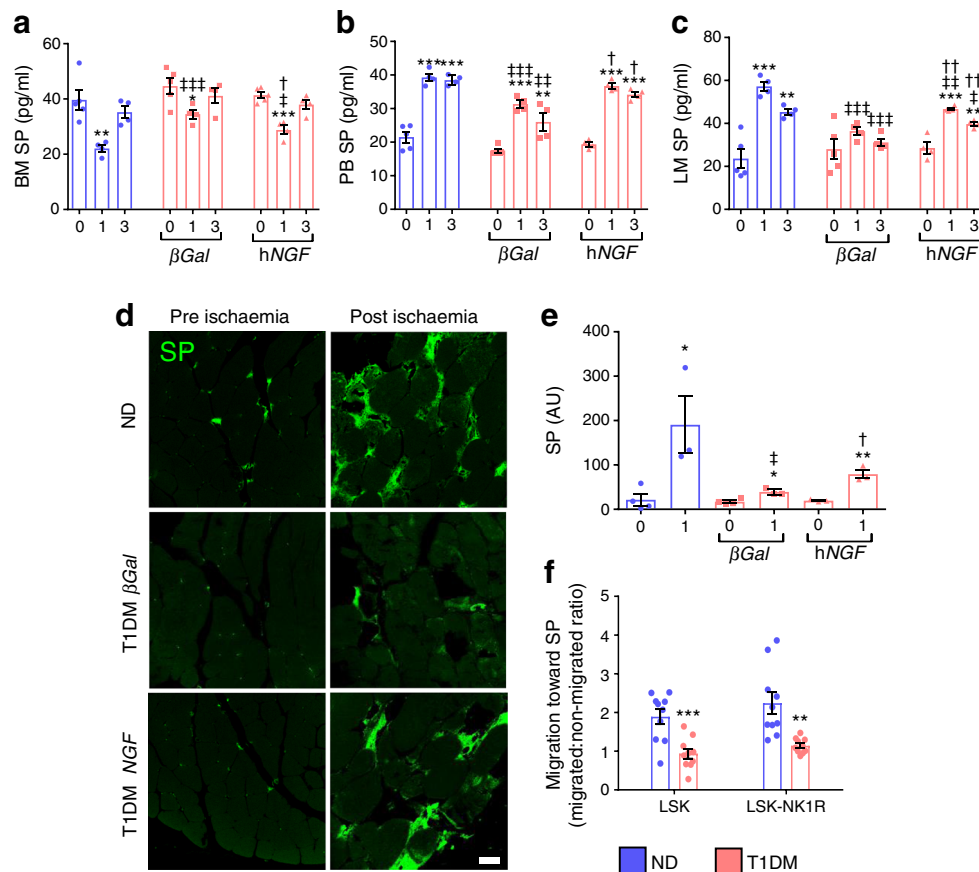 a
BM SP (pg/ml)
60
40
20
0
**
‡‡‡
*
†
‡
***
0 1 3 0 1 3 0 1 3
βGal hNGF
b
PB SP (pg/ml)
60
50
40
30
20
10
0
*** ***
‡‡‡
***
‡‡
**
†
***
†
***
0 1 3 0 1 3 0 1 3
βGal hNGF
c
LM SP (pg/ml)
80
60
40
20
0
***
**
‡‡‡ ‡‡‡
††
‡‡
***
††
‡
**
0 1 3 0 1 3 0 1 3
βGal hNGF
d
Pre ischaemia Post ischaemia
SP
ND
T1DM βGal
T1DM NGF
e
SP (AU)
400
300
200
100
0
*
‡
*
†
**
0 1 0 1 0 1
βGal hNGF
f
Migration toward SP
(migrated:non-migrated ratio)
5
4
3
2
1
0
***
**
LSK LSK-NK1R
ND T1DM